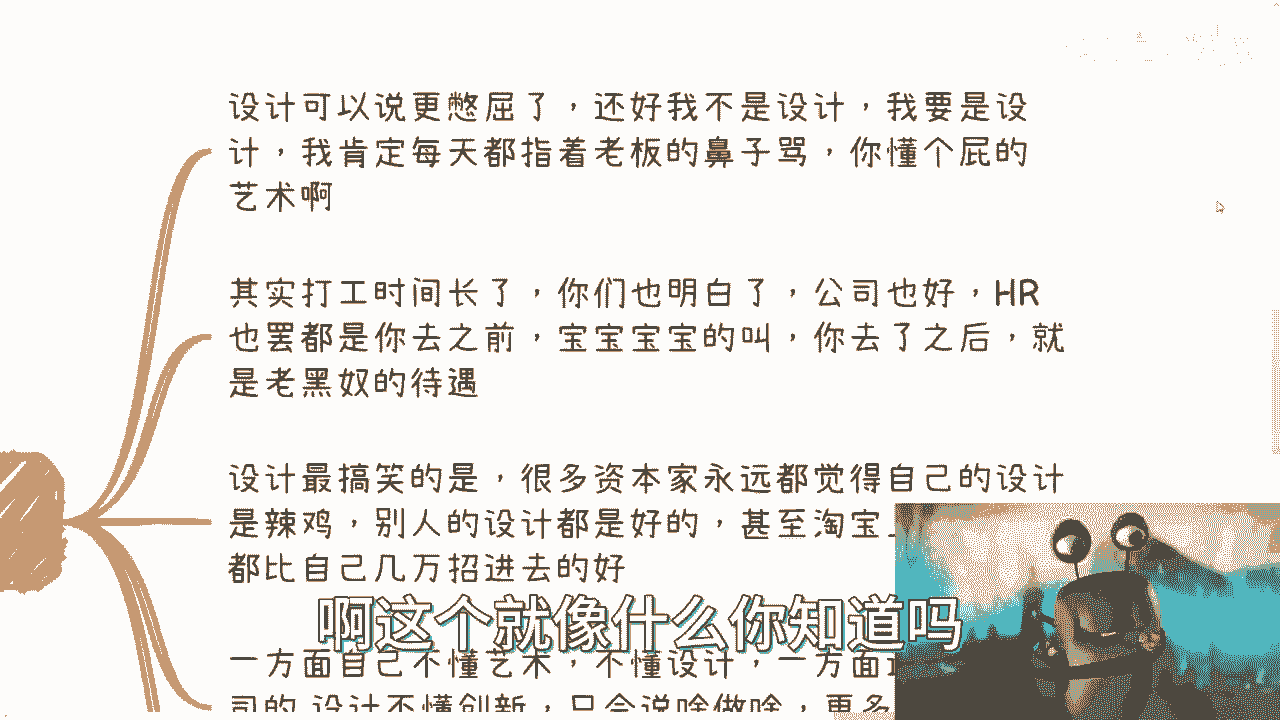 设计可以说更憋屈了，还好我不是设计，我要是设
计，我肯定每天都指着老板的鼻子骂，你懂个屁的
艺术啊
其实打工时间长了，你们也明白了，公司也好，HR
也罢都是你去之前，宝宝宝宝的叫，你去了之后，就
是老黑奴的待遇
设计最搞笑的是，很多资本家永远都觉得自己的设计
是辣鸡，别人的设计都是好的，甚至淘宝
都比自己几万招进去的好
啊这个就像什么你知道吗
一方面自己不懂艺术，不懂设计，一方面
司的 设计不懂创新，只会说啥做啥，更多